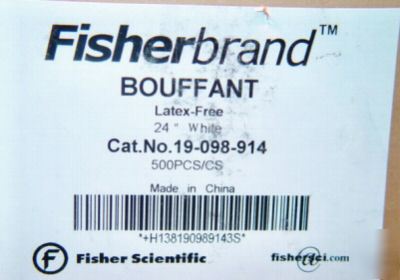 Fisherbrand™
BOUFFANT
Latex-Free
24" White
Cat.No.19-098-914
500PCS/CS
Made in China
*+H138190989143S*
Fisher Scientific
fishersci.com